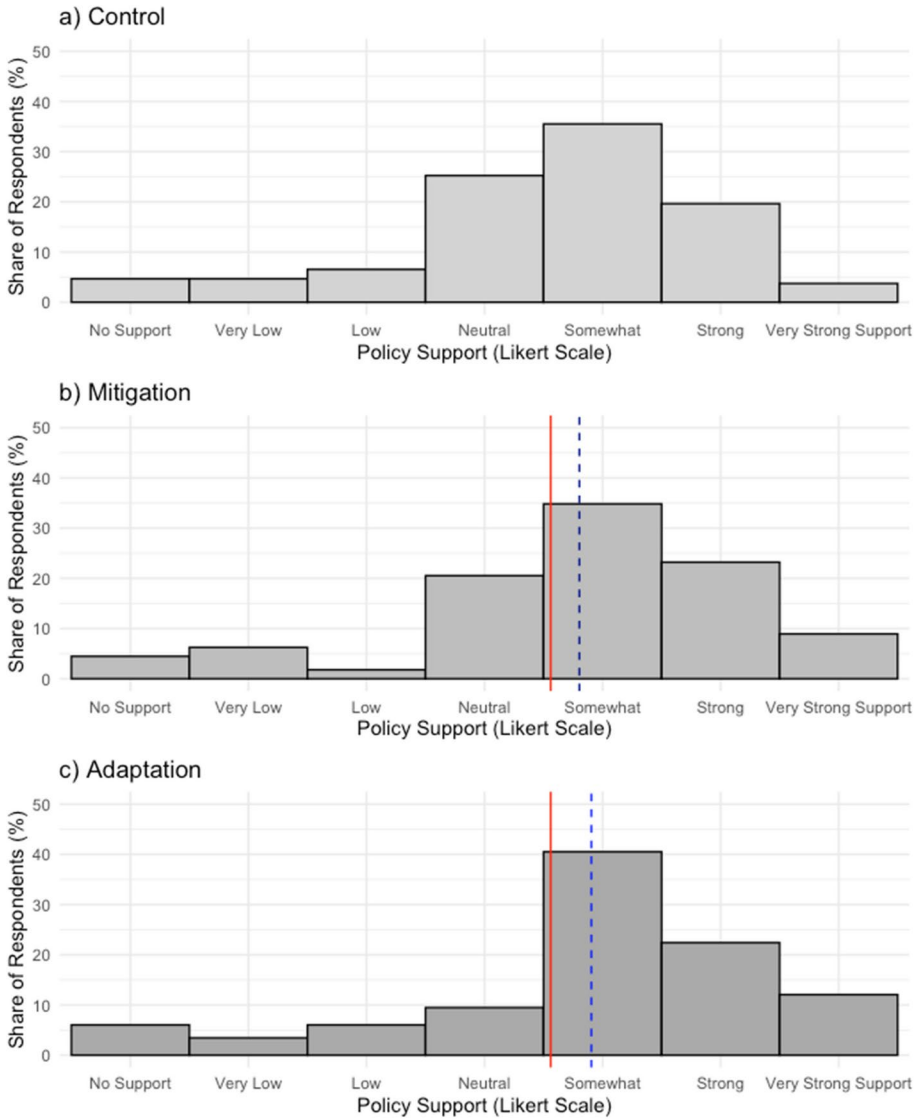 a) Control
Share of Respondents (%)
50
40
30
20
10
0
No Support Very Low Low Neutral Somewhat Strong Very Strong Support
Policy Support (Likert Scale)
b) Mitigation
Share of Respondents (%)
50
40
30
20
10
0
No Support Very Low Low Neutral Somewhat Strong Very Strong Support
Policy Support (Likert Scale)
c) Adaptation
Share of Respondents (%)
50
40
30
20
10
0
No Support Very Low Low Neutral Somewhat Strong Very Strong Support
Policy Support (Likert Scale)